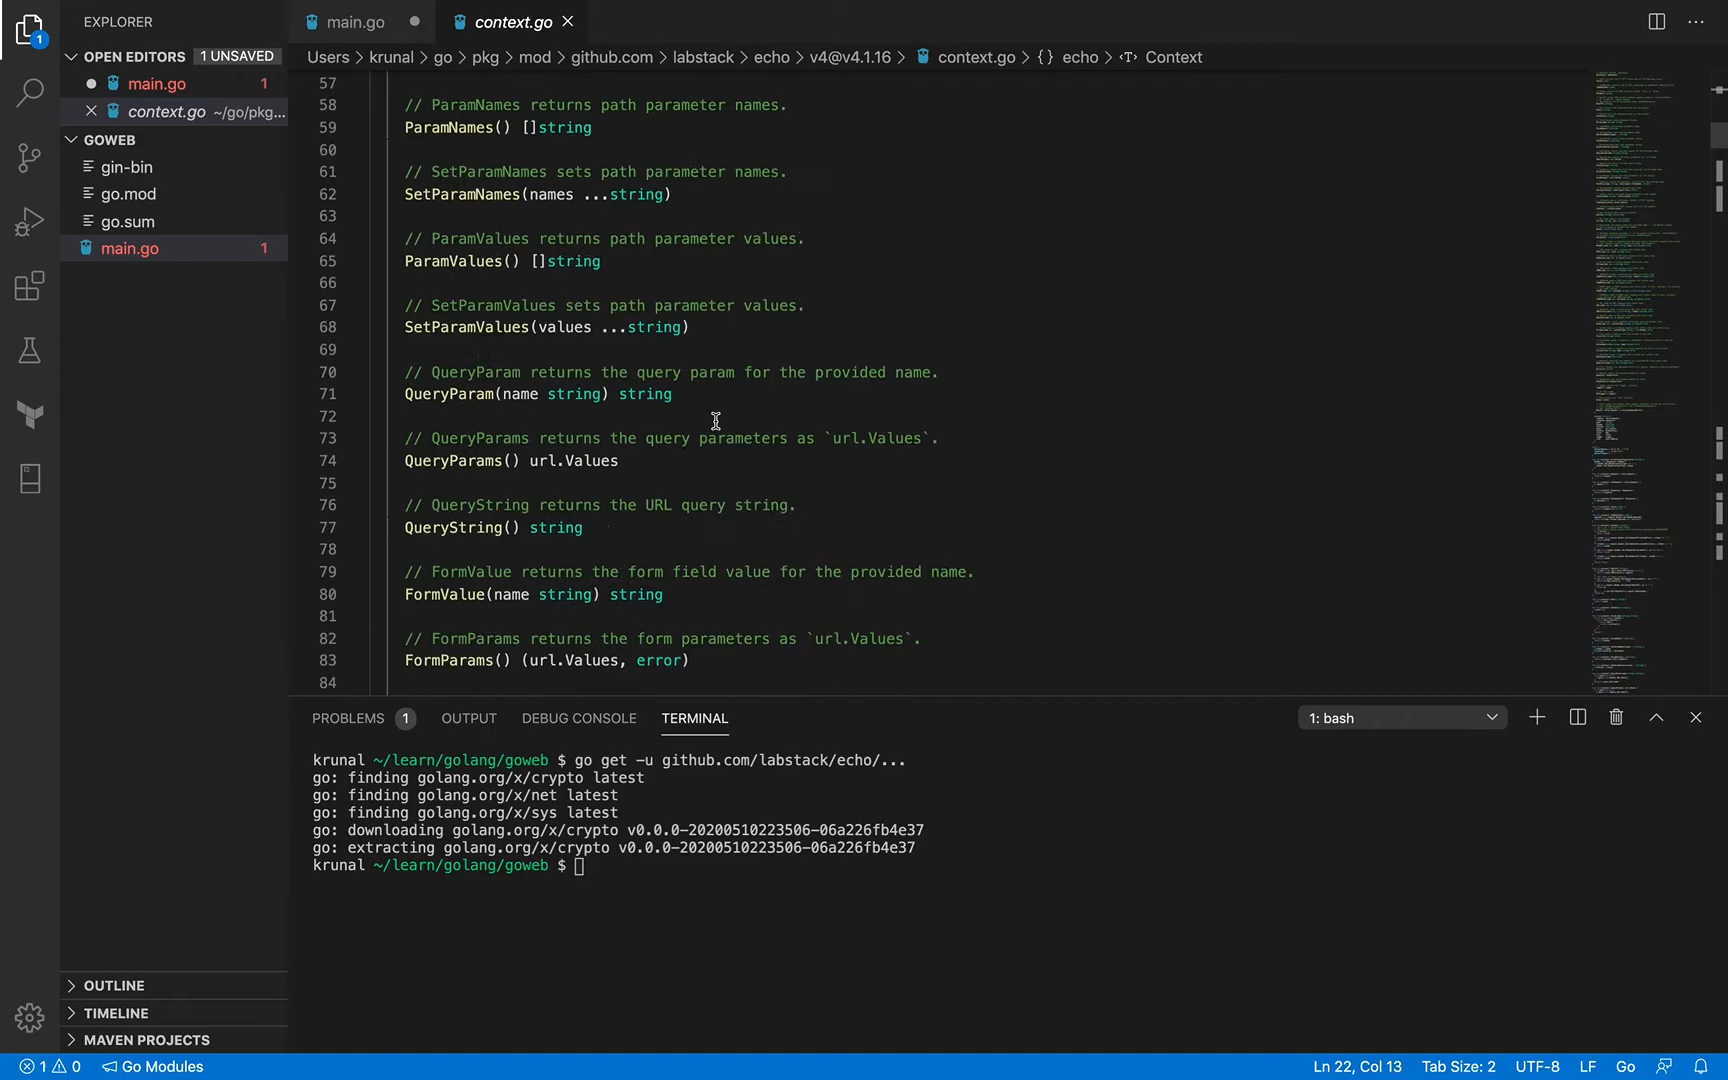 EXPLORER
OPEN EDITORS 1 UNSAVED
main.go 1
context.go ~/go/pkg...
GOWEB
gin-bin
go.mod
go.sum
main.go 1
OUTLINE
TIMELINE
MAVEN PROJECTS
main.go context.go
Users > krunal > go > pkg > mod > github.com > labstack > echo > v4@v4.1.16 > context.go > {} echo > Context
57
58 // ParamNames returns path parameter names.
59 ParamNames() []string
60
61 // SetParamNames sets path parameter names.
62 SetParamNames(names ...string)
63
64 // ParamValues returns path parameter values.
65 ParamValues() []string
66
67 // SetParamValues sets path parameter values.
68 SetParamValues(values ...string)
69
70 // QueryParam returns the query param for the provided name.
71 QueryParam(name string) string
72
73 // QueryParams returns the query parameters as `url.Values`.
74 QueryParams() url.Values
75
76 // QueryString returns the URL query string.
77 QueryString() string
78
79 // FormValue returns the form field value for the provided name.
80 FormValue(name string) string
81
82 // FormParams returns the form parameters as `url.Values`.
83 FormParams() (url.Values, error)
84
PROBLEMS 1 OUTPUT DEBUG CONSOLE TERMINAL 1: bash
krunal ~/learn/golang/goweb $ go get -u github.com/labstack/echo/...
go: finding golang.org/x/crypto latest
go: finding golang.org/x/net latest
go: finding golang.org/x/sys latest
go: downloading golang.org/x/crypto v0.0.0-20200510223506-06a226fb4e37
go: extracting golang.org/x/crypto v0.0.0-20200510223506-06a226fb4e37
krunal ~/learn/golang/goweb $
1 0 Go Modules Ln 22, Col 13 Tab Size: 2 UTF-8 LF Go